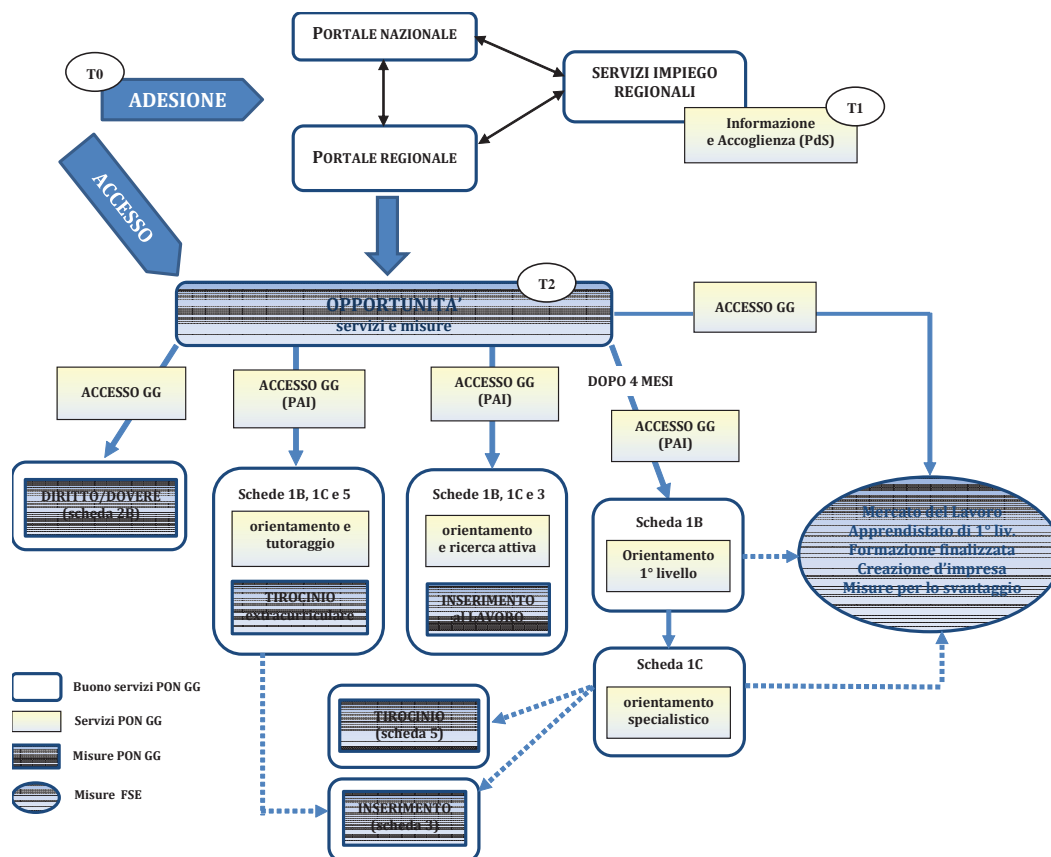 PORTALE NAZIONALE
T0
ADESIONE
SERVIZI IMPIEGO
REGIONALI
T1
Informazione
e Accoglienza (PdS)
PORTALE REGIONALE
ACCESSO
T2
OPPORTUNITA'
servizi e misure
ACCESSO GG
ACCESSO GG
ACCESSO GG
(PAI)
ACCESSO GG
(PAI)
DOPO 4 MESI
ACCESSO GG
(PAI)
DIRITTO/DOVERE
(scheda 2B)
Schede 1B, 1C e 5
orientamento e
tutoraggio
TIROCINIO
extracurriculare
Schede 1B, 1C e 3
orientamento
e ricerca attiva
INSERIMENTO
al LAVORO
Scheda 1B
Orientamento
1° livello
Mercato del Lavoro
Apprendistato di 1° liv.
Formazione finalizzata
Creazione d'impresa
Misure per lo svantaggio
Scheda 1C
orientamento
specialistico
TIROCINIO
(scheda 5)
INSERIMENTO
(scheda 3)
Buono servizi PON GG
Servizi PON GG
Misure PON GG
Misure FSE